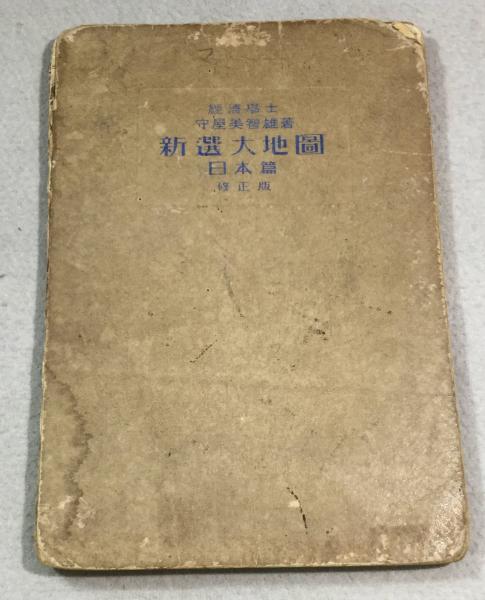 經濟學士
守屋美智雄著
新選大地圖
日本篇
修正版